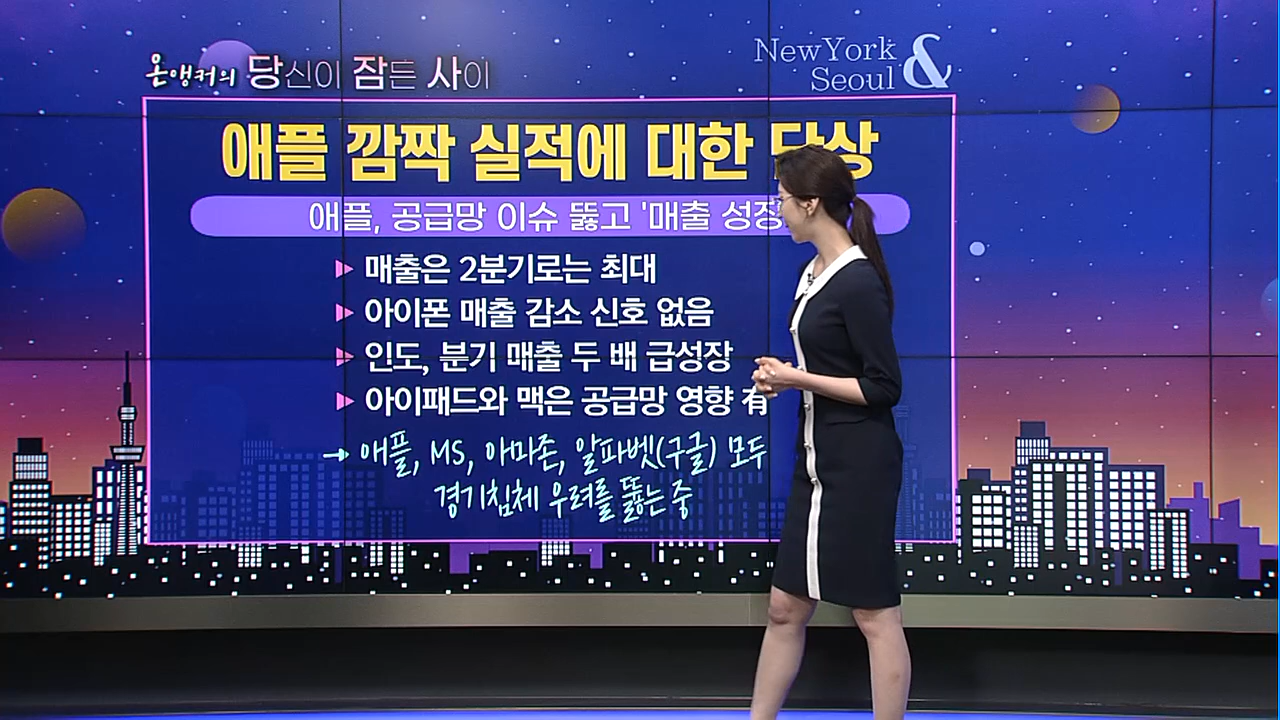 온앵커의 당신이 잠든 사이
NewYork & Seoul
애플 깜짝 실적에 대한 단상
애플, 공급망 이슈 뚫고 '매출 성장'
▶ 매출은 2분기로는 최대
▶ 아이폰 매출 감소 신호 없음
▶ 인도, 분기 매출 두 배 급성장
▶ 아이패드와 맥은 공급망 영향 有
→ 애플, MS, 아마존, 알파벳(구글) 모두
경기침체 우려를 뚫는 중